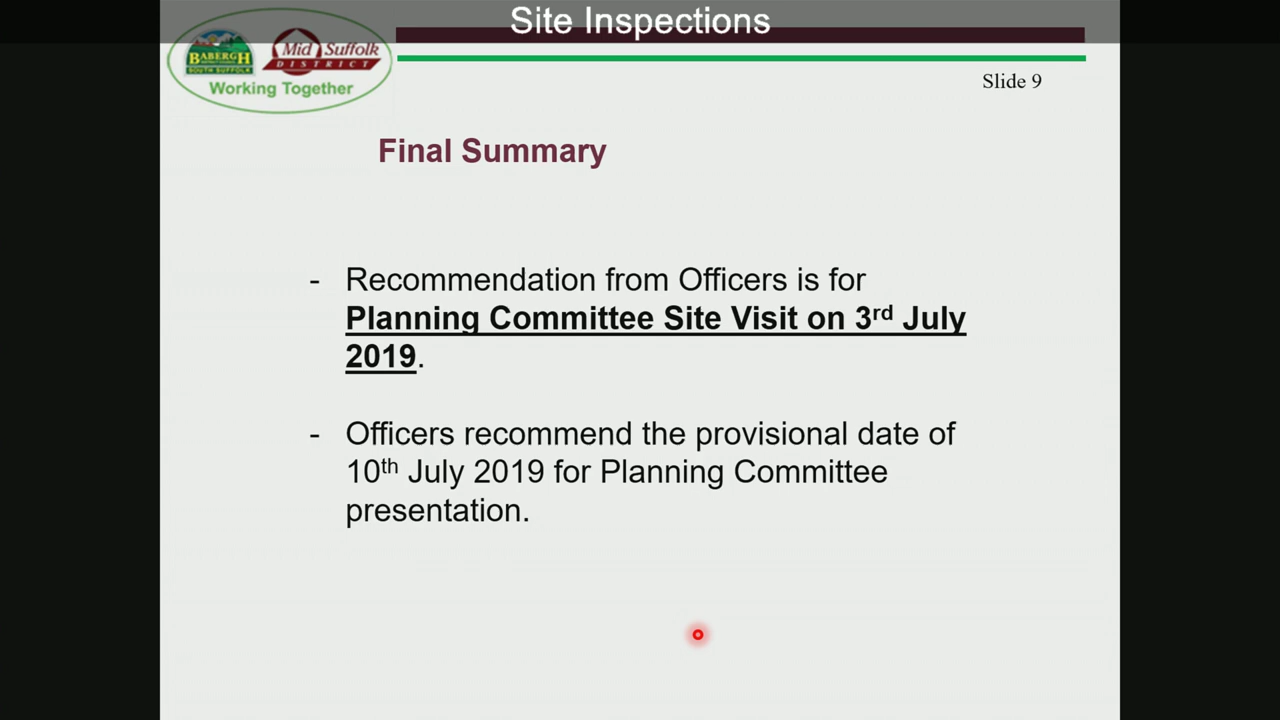 Site Inspections
BABERGH
DISTRICT COUNCIL
SOUTH SUFFOLK
Mid Suffolk
DISTRICT
Working Together
Slide 9
Final Summary
- Recommendation from Officers is for
Planning Committee Site Visit on 3rd July
2019.
- Officers recommend the provisional date of
10th July 2019 for Planning Committee
presentation.